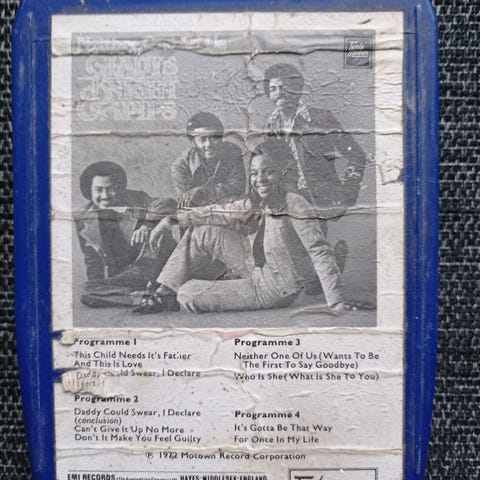 GLADYS
KNIGHT
Programme 1
This Child Needs It's Father
And This Is Love
Daddy Could Swear, I Declare
Programme 2
Daddy Could Swear, I Declare
(conclusion)
Can't Give It Up No More
Don't It Make You Feel Guilty
Programme 3
Neither One Of Us (Wants To Be
The First To Say Goodbye)
Who Is She (What Is She To You)
Programme 4
It's Gotta Be That Way
For Once In My Life
℗ 1972 Motown Record Corporation
EMI RECORDS HAYES · MIDDLESEX · ENGLAND